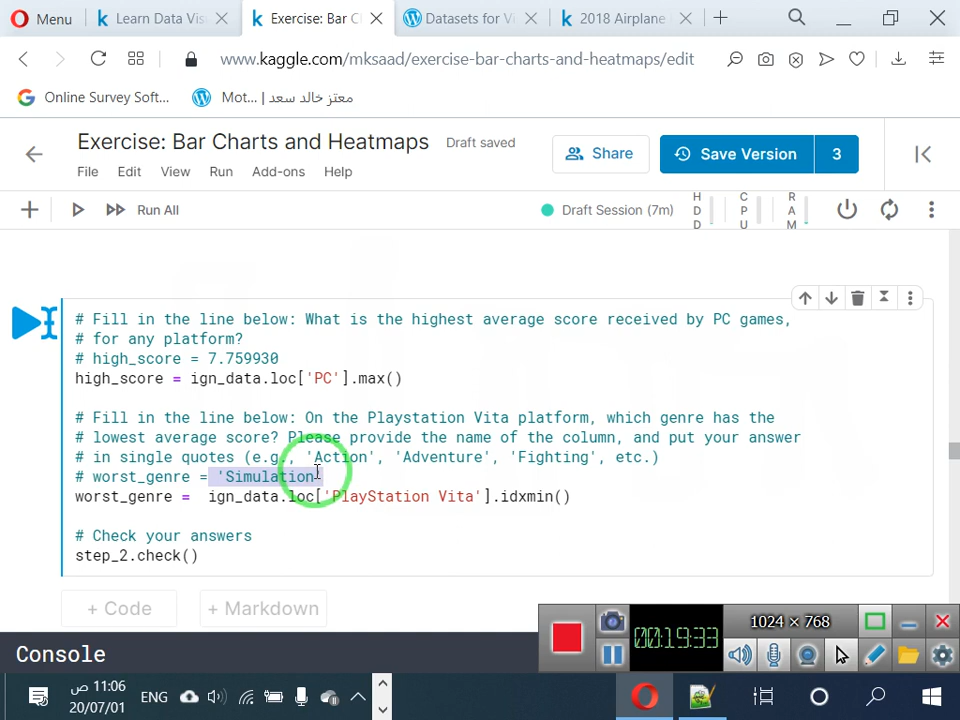 Menu
Learn Data Vis
Exercise: Bar C
Datasets for Vi
2018 Airplane
www.kaggle.com/mksaad/exercise-bar-charts-and-heatmaps/edit
Online Survey Soft...
Mot... | معتز خالد سعد
Exercise: Bar Charts and Heatmaps
Draft saved
File Edit View Run Add-ons Help
Share
Save Version
3
Run All
Draft Session (7m)
HDD
CPU
RAM
# Fill in the line below: What is the highest average score received by PC games,
# for any platform?
# high_score = 7.759930
high_score = ign_data.loc['PC'].max()
# Fill in the line below: On the Playstation Vita platform, which genre has the
# lowest average score? Please provide the name of the column, and put your answer
# in single quotes (e.g., 'Action', 'Adventure', 'Fighting', etc.)
# worst_genre = 'Simulation'
worst_genre =  ign_data.loc['PlayStation Vita'].idxmin()
# Check your answers
step_2.check()
+ Code
+ Markdown
Console
00:19:33
1024 × 768
11:06 ص
20/07/01
ENG